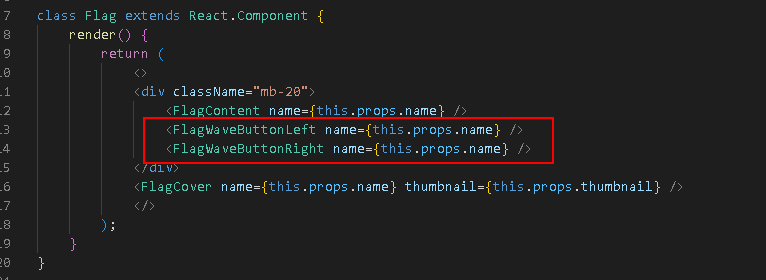 7 class Flag extends React.Component {
8 render() {
9 return (
10 <>
11 <div className="mb-20">
12 <FlagContent name={this.props.name} />
13 <FlagWaveButtonLeft name={this.props.name} />
14 <FlagWaveButtonRight name={this.props.name} />
15 </div>
16 <FlagCover name={this.props.name} thumbnail={this.props.thumbnail} />
17 </>
18 );
19 }
20 }